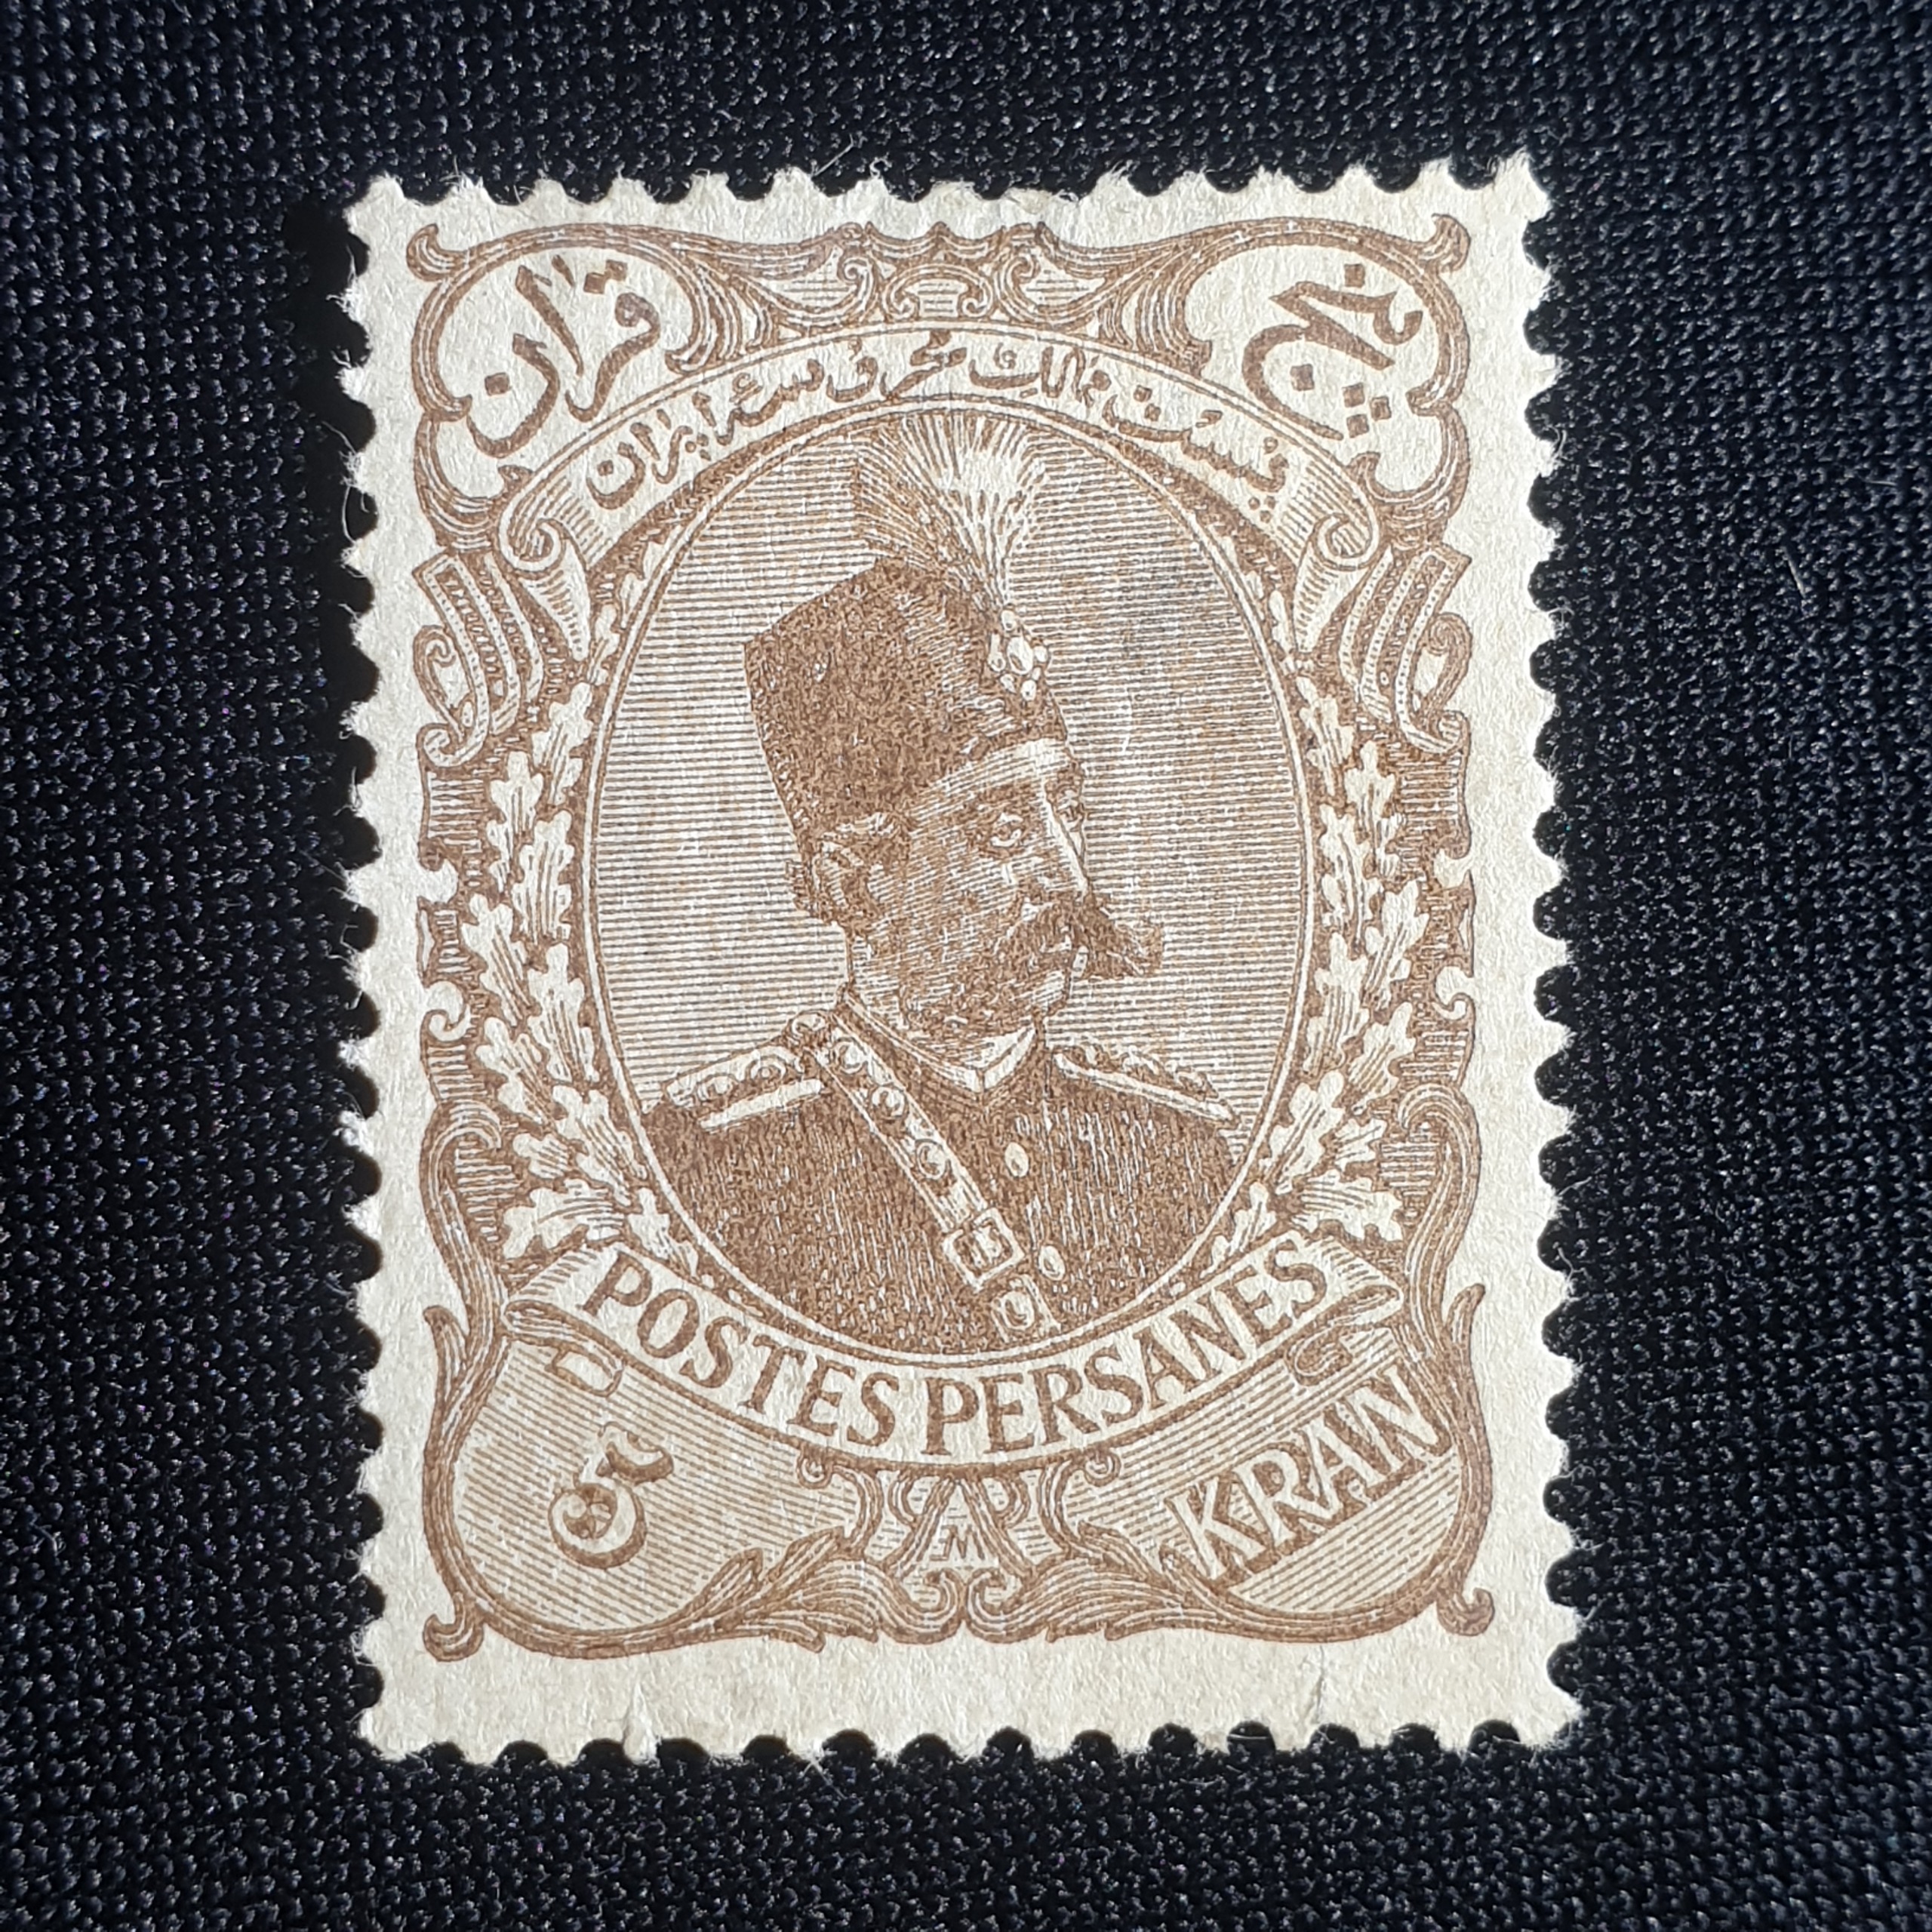 پنج
قران
پست ممالک محروسهٔ ایران
POSTES PERSANES
5
KRAN